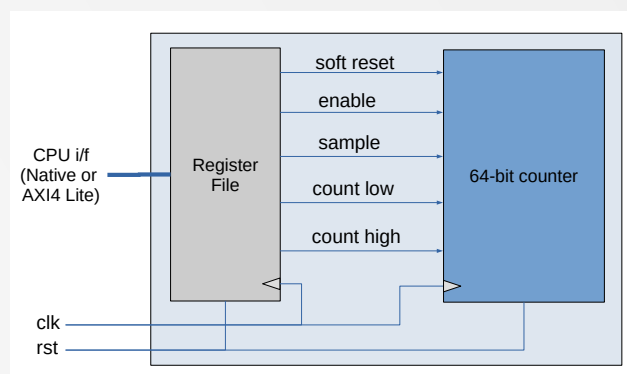 soft reset
enable
sample
count low
count high
CPU i/f
(Native or
AXI4 Lite)
Register
File
64-bit counter
clk
rst